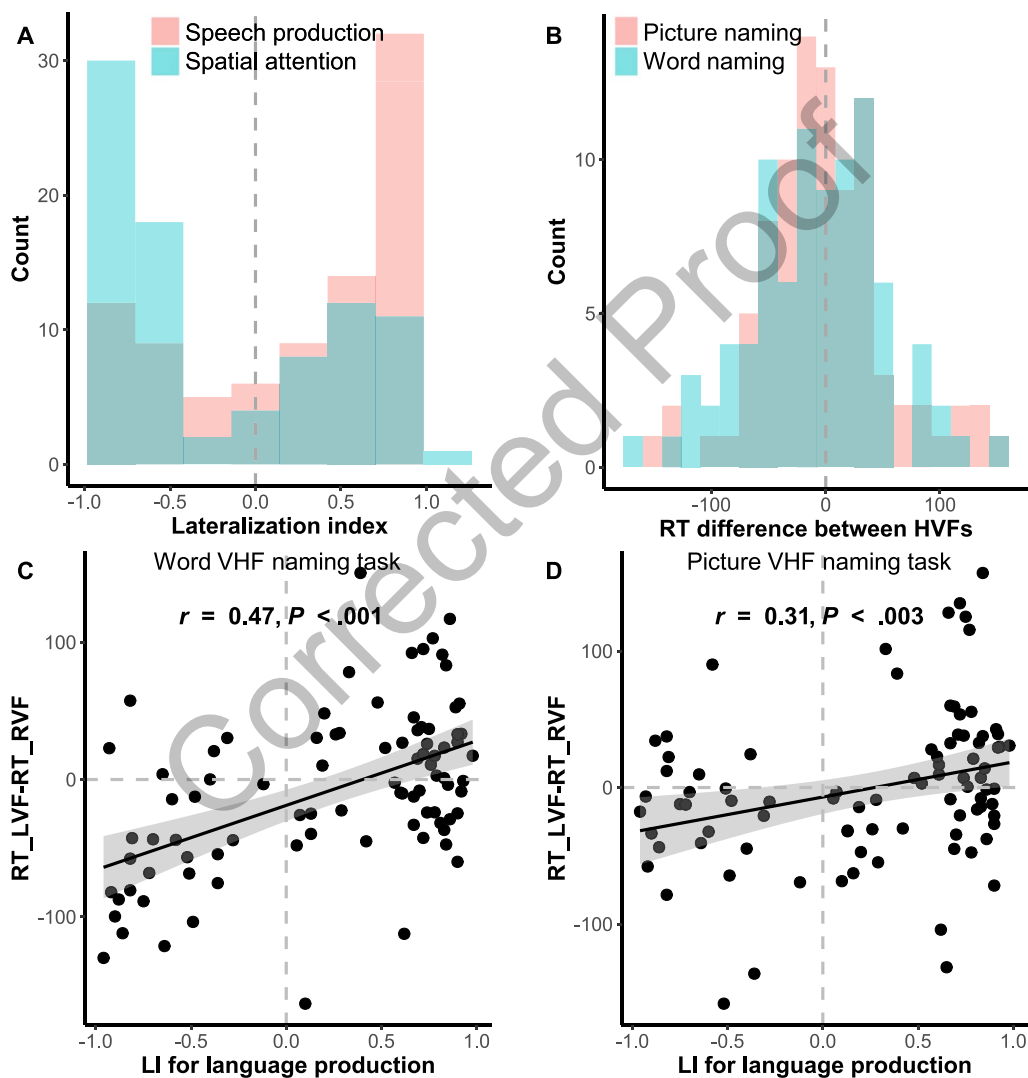 A
Speech production
Spatial attention
30
20
10
0
Count
-1.0 -0.5 0.0 0.5 1.0
Lateralization index
B
Picture naming
Word naming
10
5
0
Count
-100 0 100
RT difference between HVFs
C
Word VHF naming task
r = 0.47, P < .001
100
0
-100
RT_LVF-RT_RVF
-1.0 -0.5 0.0 0.5 1.0
LI for language production
D
Picture VHF naming task
r = 0.31, P < .003
100
0
-100
RT_LVF-RT_RVF
-1.0 -0.5 0.0 0.5 1.0
LI for language production
Corrected Proof